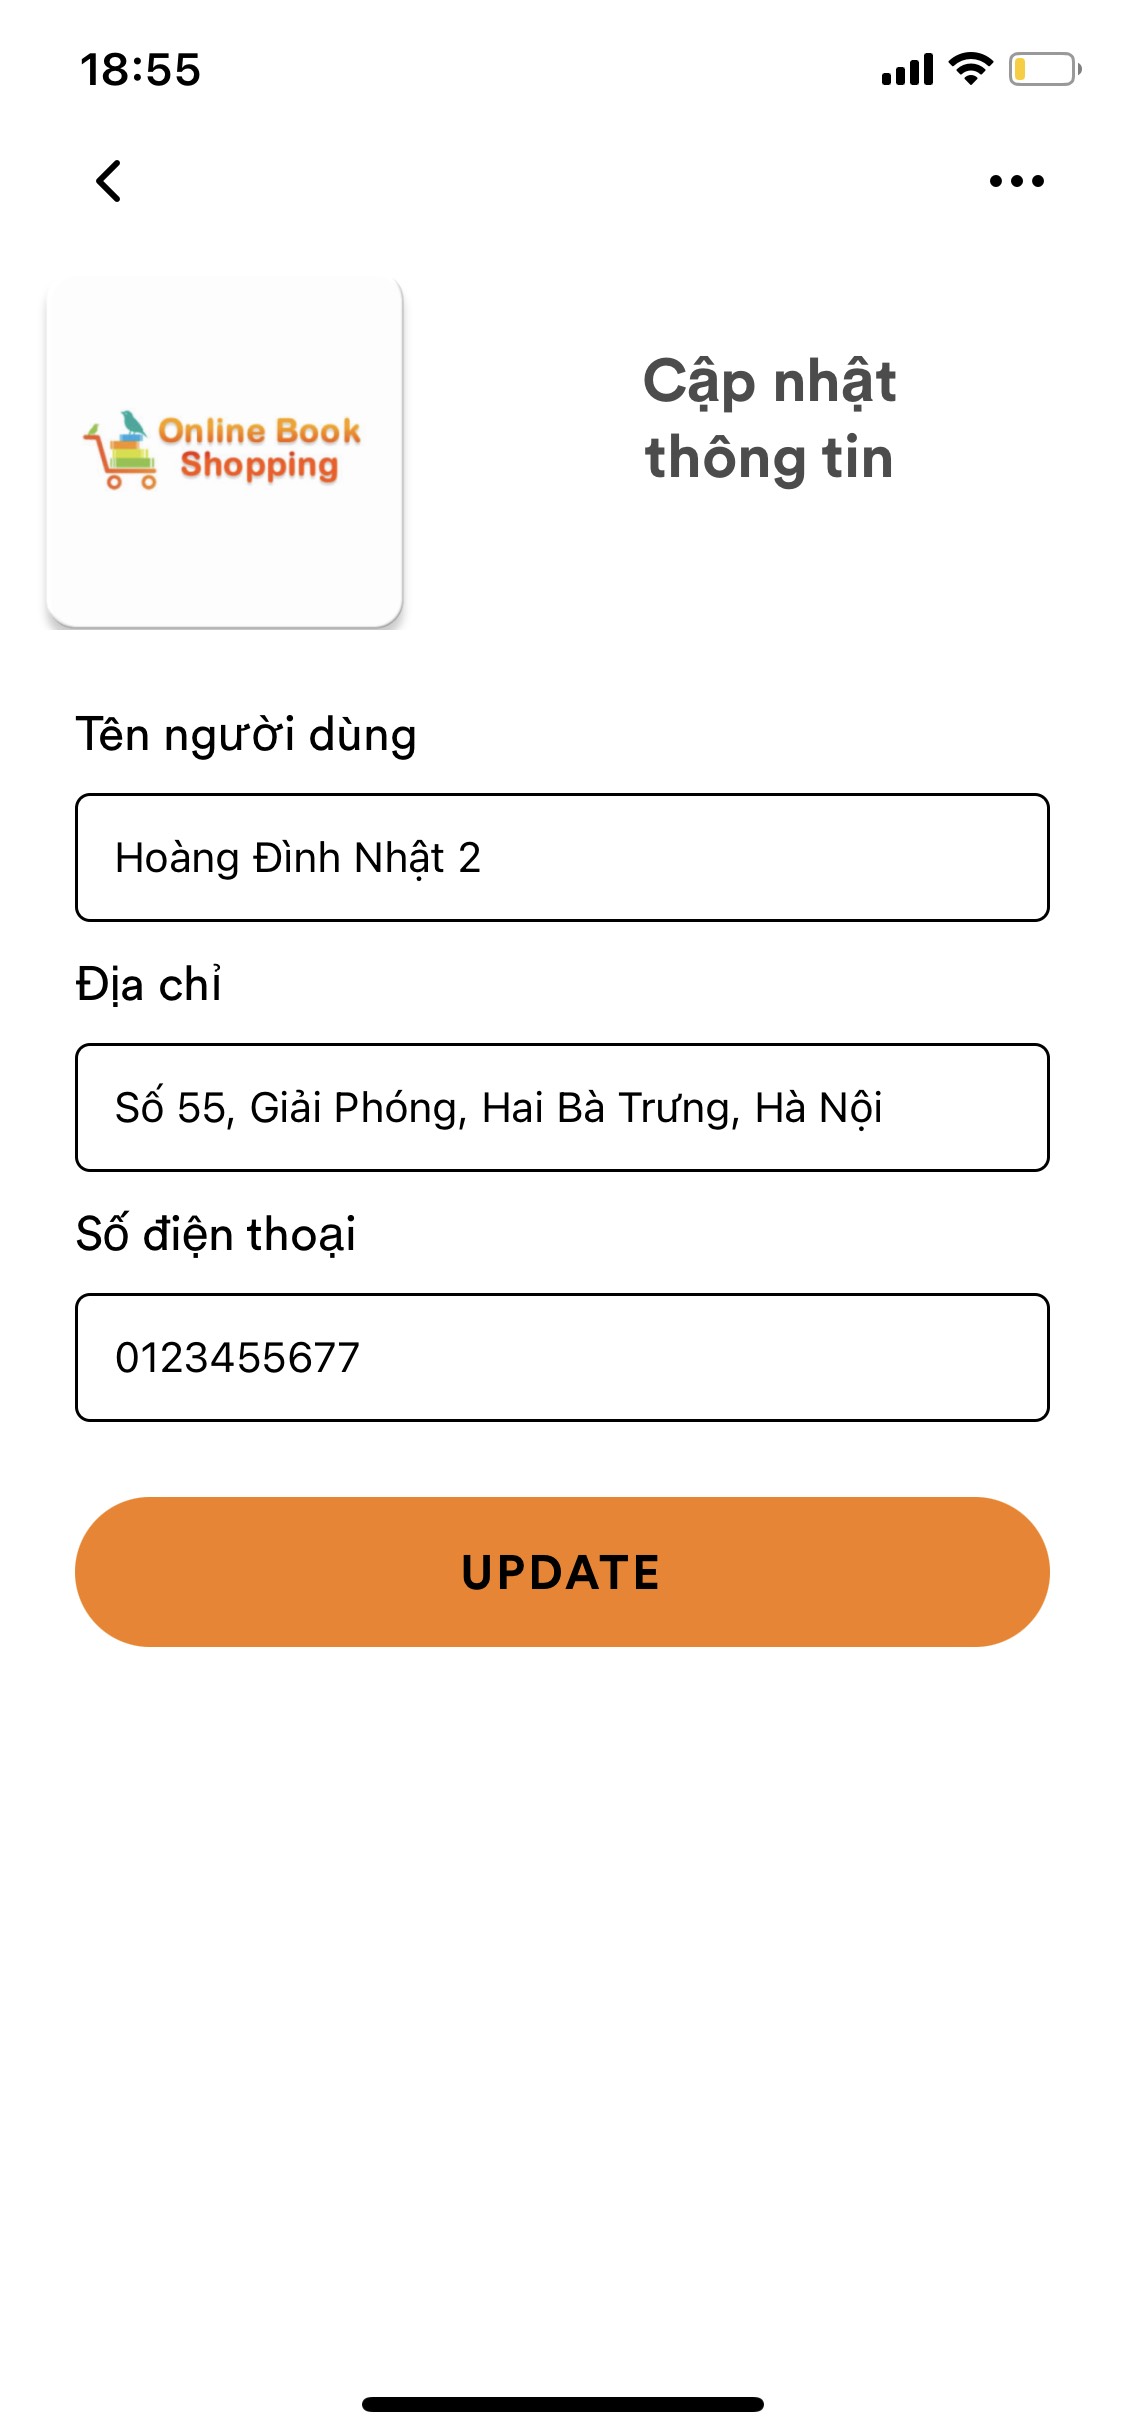 18:55
Online Book
Shopping
Cập nhật
thông tin
Tên người dùng
Hoàng Đình Nhật 2
Địa chỉ
Số 55, Giải Phóng, Hai Bà Trưng, Hà Nội
Số điện thoại
0123455677
UPDATE